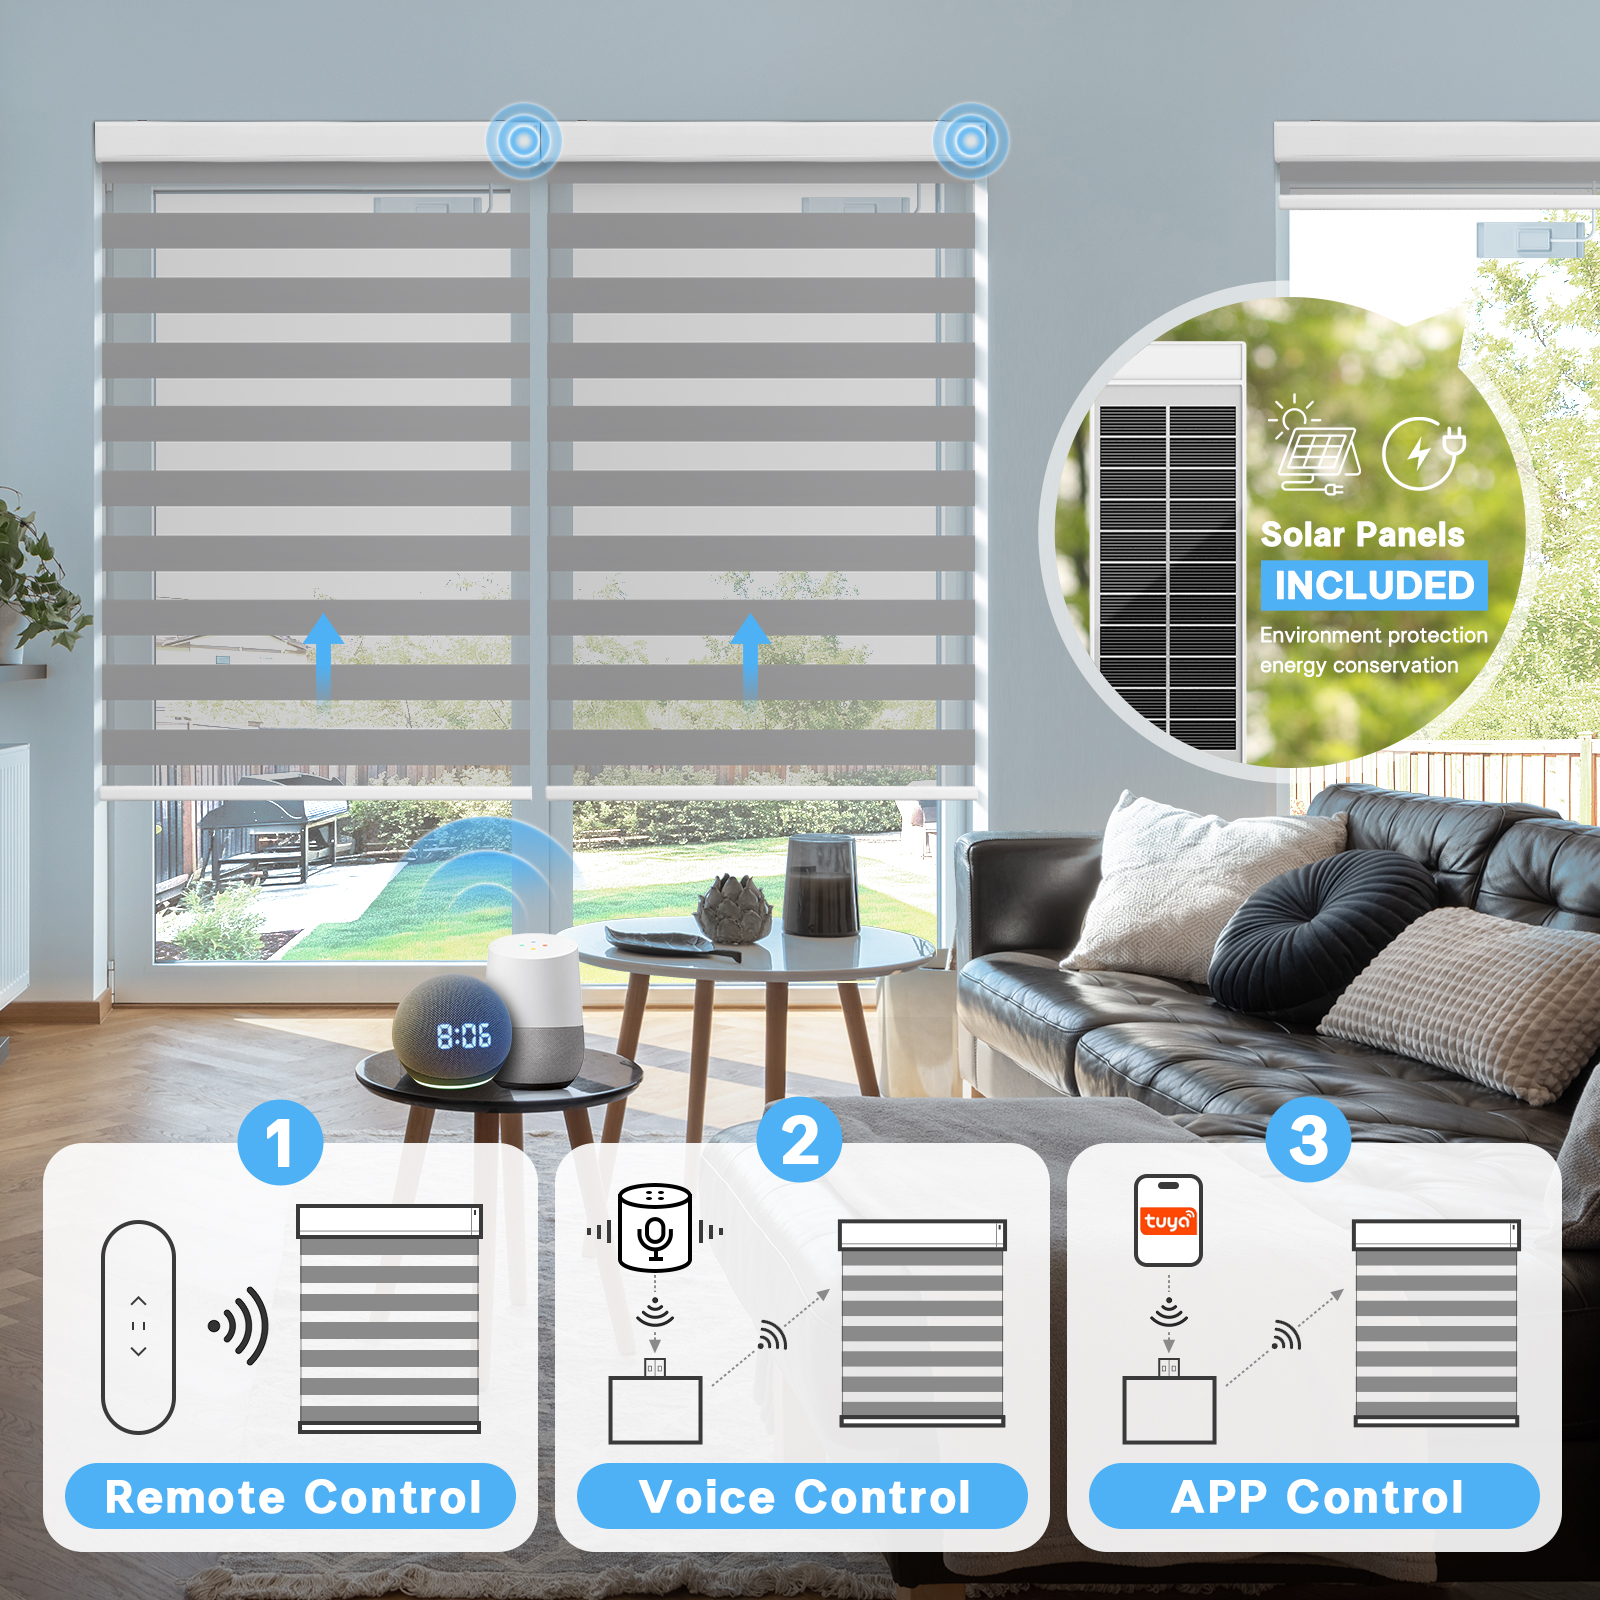 Solar Panels
INCLUDED
Environment protection
energy conservation
8:06
1
2
3
tuya
Remote Control
Voice Control
APP Control